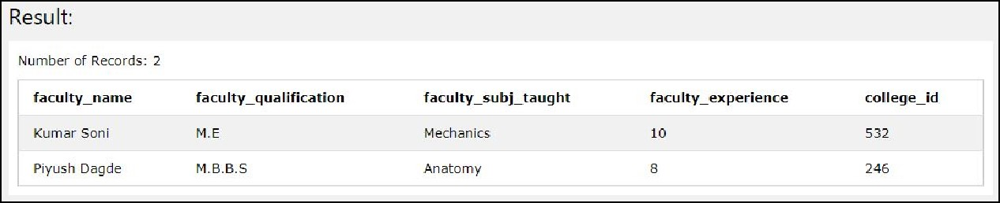 Result:
Number of Records: 2
faculty_name faculty_qualification faculty_subj_taught faculty_experience college_id
Kumar Soni M.E Mechanics 10 532
Piyush Dagde M.B.B.S Anatomy 8 246